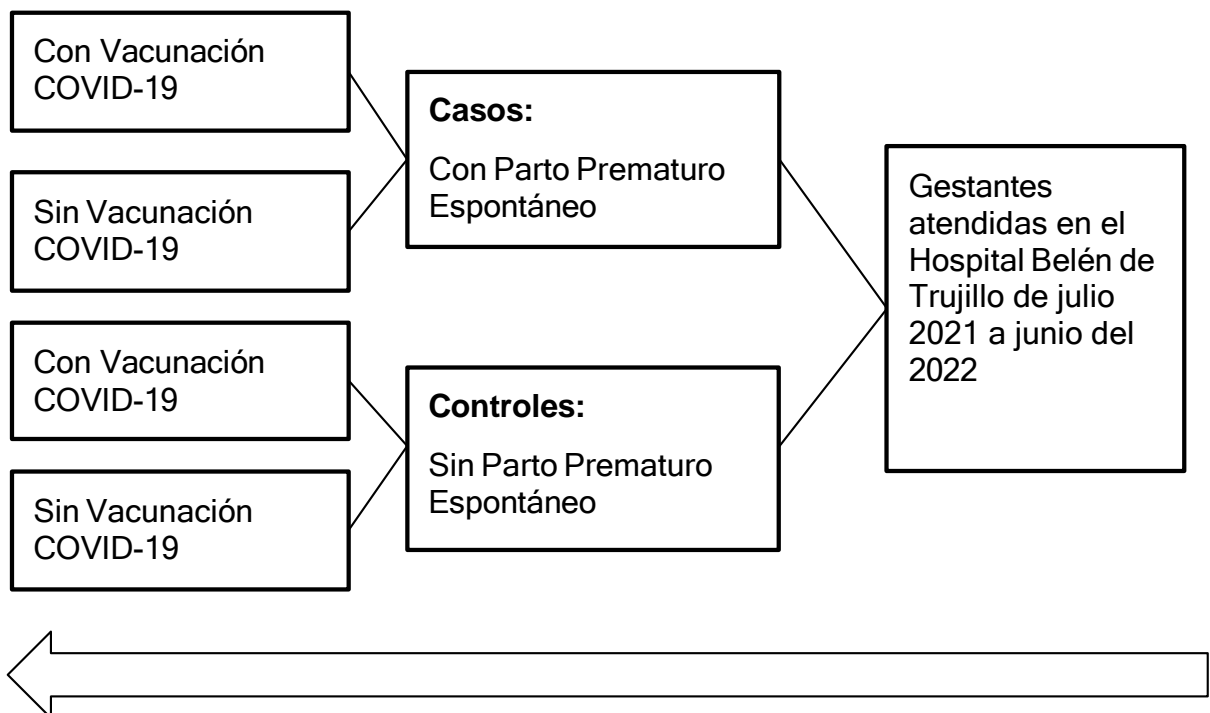 Con Vacunación
COVID-19
Sin Vacunación
COVID-19
Con Vacunación
COVID-19
Sin Vacunación
COVID-19
Casos:
Con Parto Prematuro
Espontáneo
Controles:
Sin Parto Prematuro
Espontáneo
Gestantes
atendidas en el
Hospital Belén de
Trujillo de julio
2021 a junio del
2022